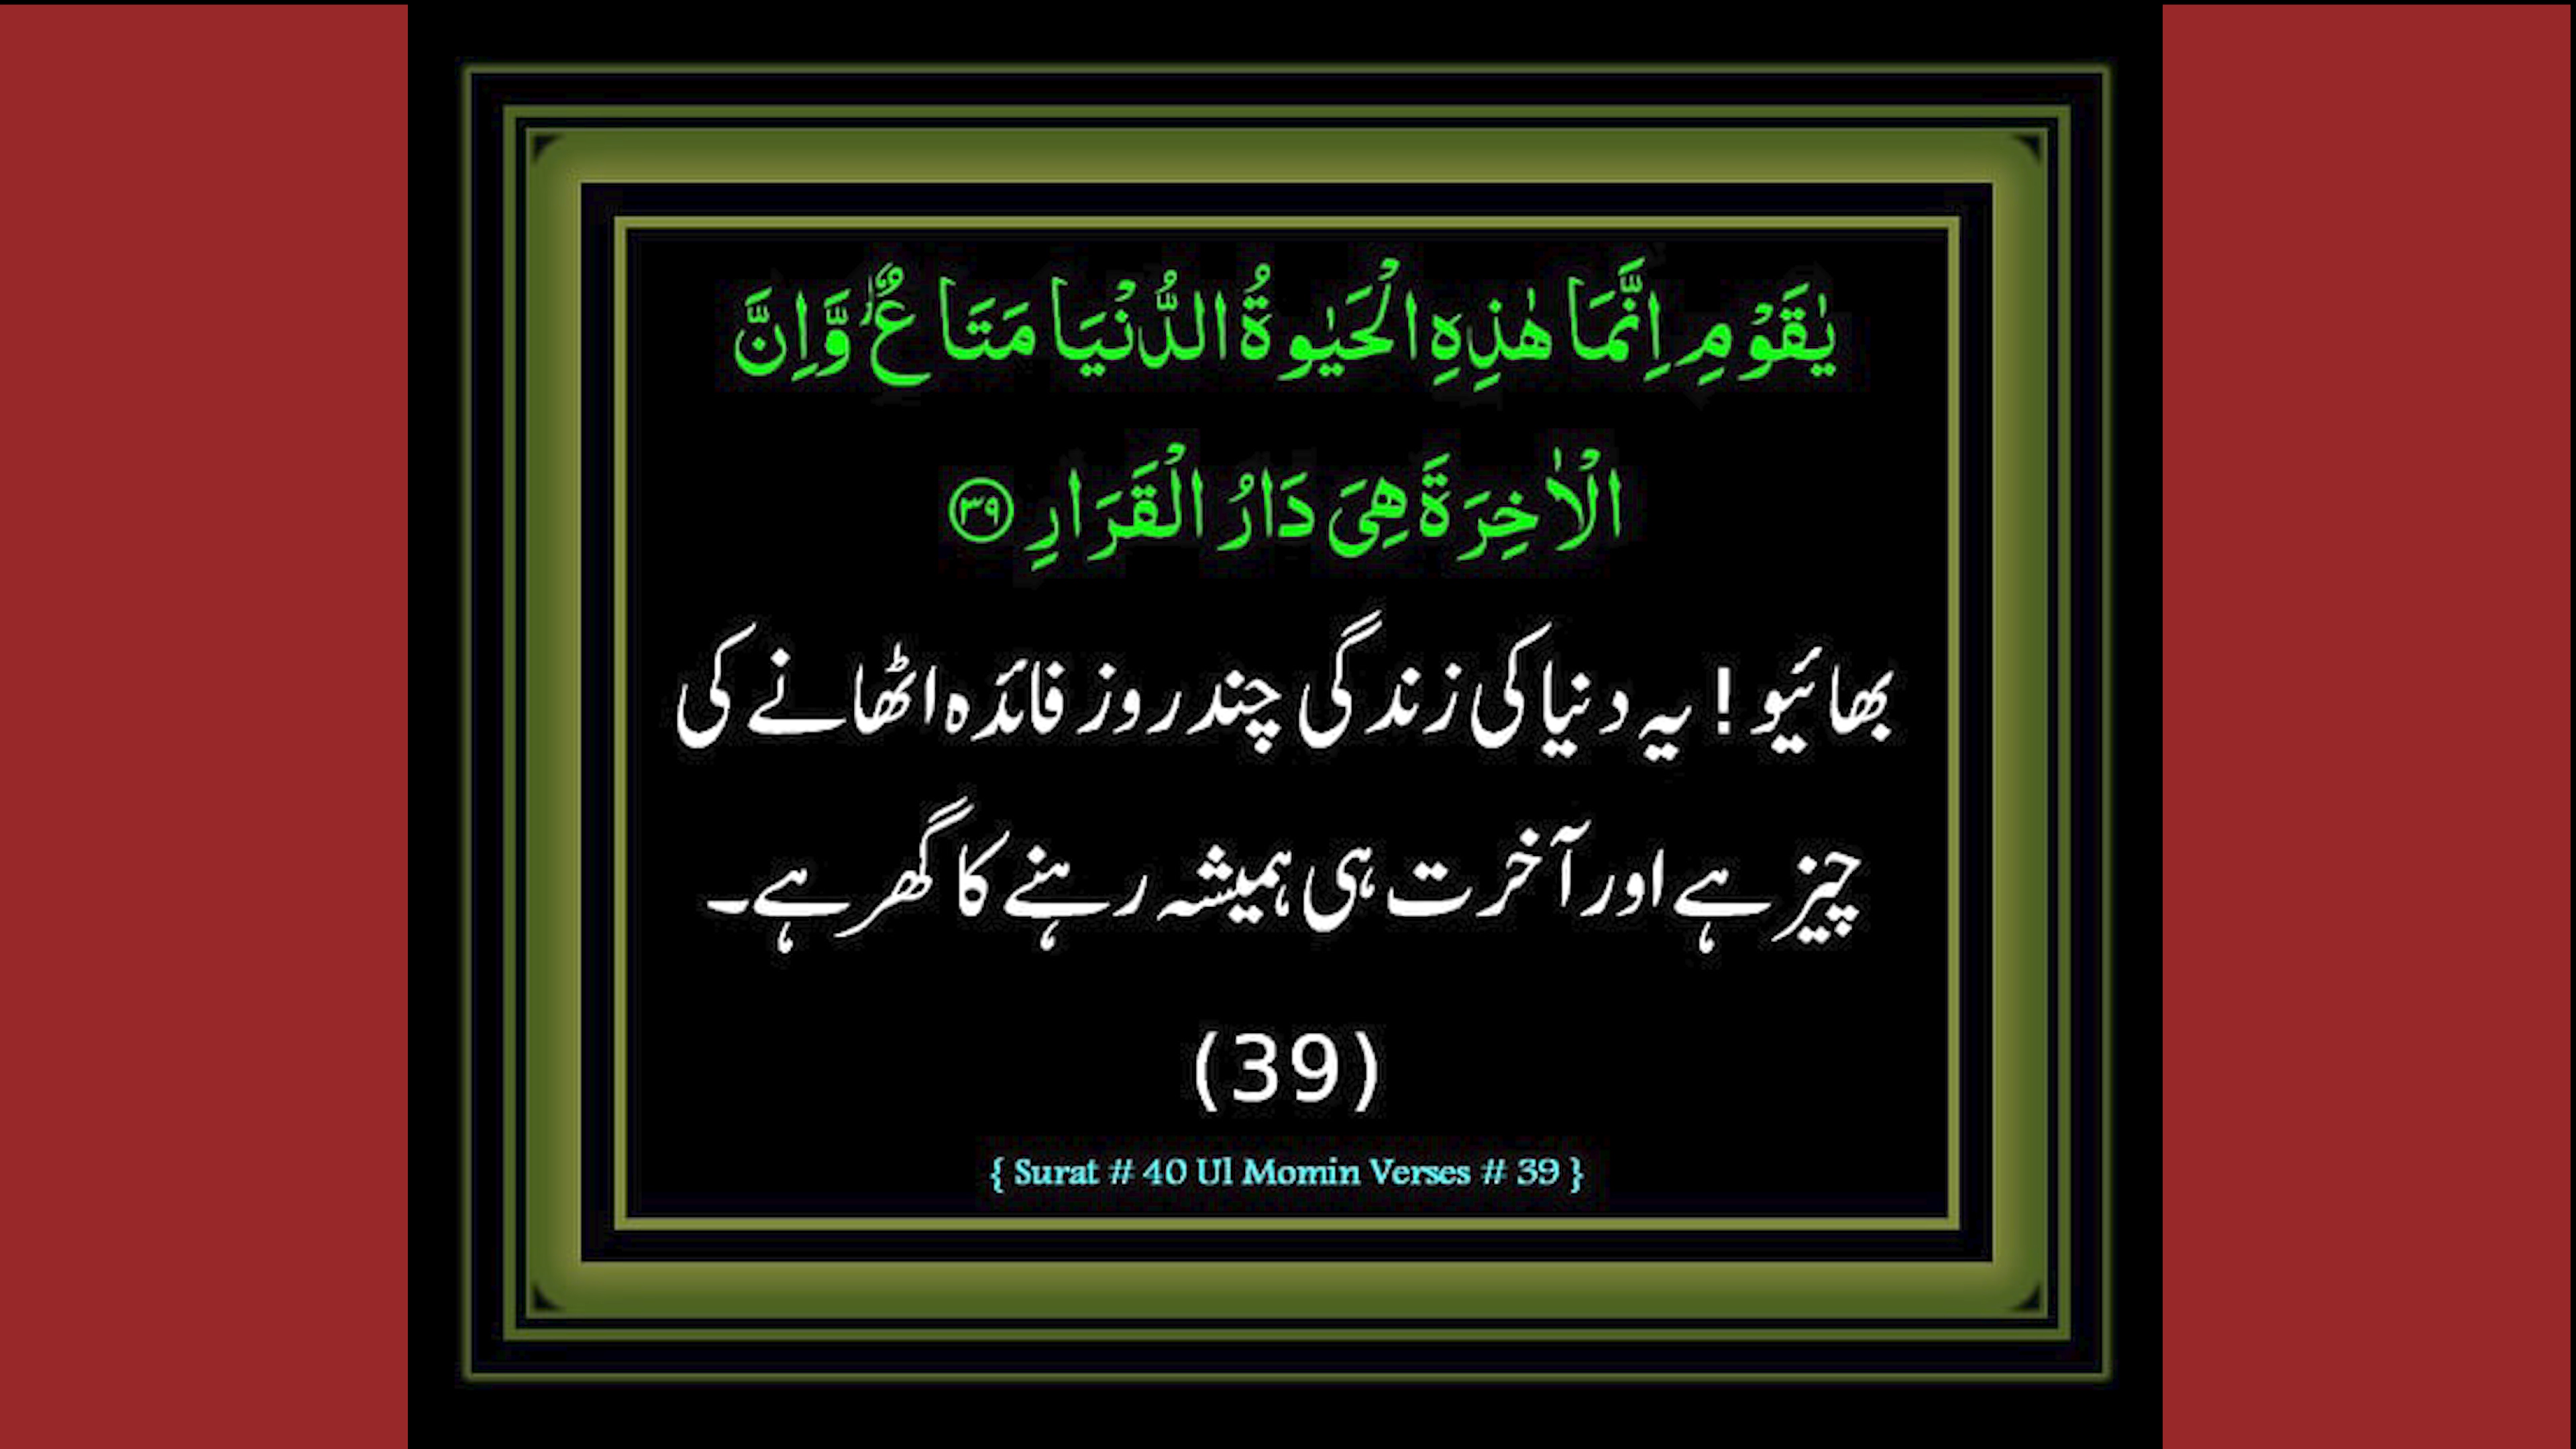 يٰقَوْمِ اِنَّمَا هٰذِهِ الْحَيٰوةُ الدُّنْيَا مَتَاعٌ ۫ وَّاِنَّ
الْاٰخِرَةَ هِىَ دَارُ الْقَرَارِ ﴿۳۹﴾
بھائیو ! یہ دنیا کی زندگی چند روز فائدہ اٹھانے کی
چیز ہے اور آخرت ہی ہمیشہ رہنے کا گھر ہے۔
(39)
{ Surat # 40 Ul Momin Verses # 39 }